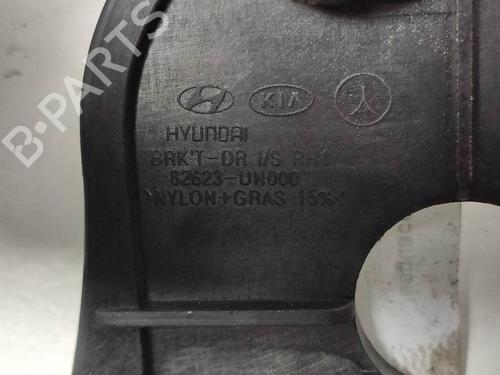 B-PARTS
KIA
HYUNDAI
BRK'T-DR I/S RH
82623-UN000
>NYLON+GRAS 15%<